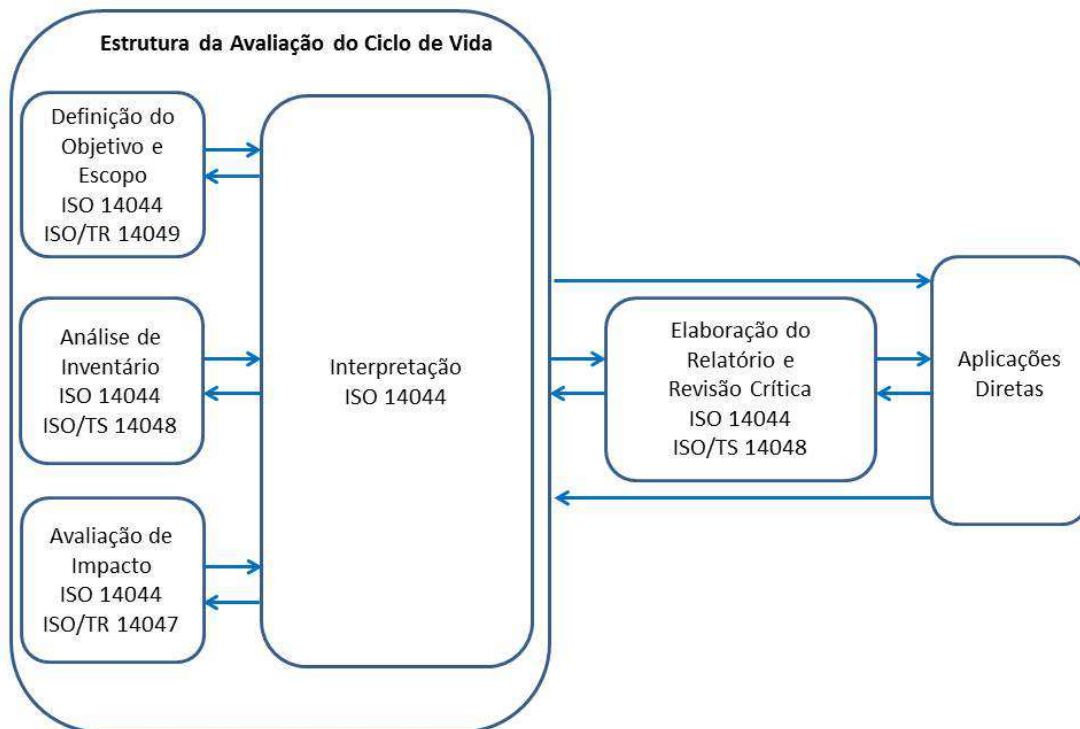 Estrutura da Avaliação do Ciclo de Vida
Definição do
Objetivo e
Escopo
ISO 14044
ISO/TR 14049
Análise de
Inventário
ISO 14044
ISO/TS 14048
Avaliação de
Impacto
ISO 14044
ISO/TR 14047
Interpretação
ISO 14044
Elaboração do
Relatório e
Revisão Crítica
ISO 14044
ISO/TS 14048
Aplicações
Diretas